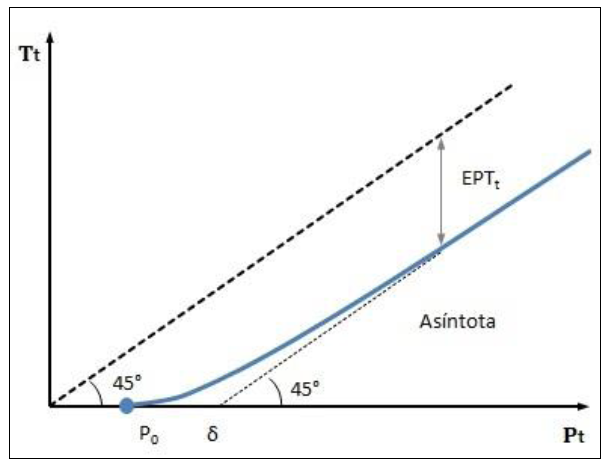 Tt
EPTt
Asíntota
45°
45°
P₀
δ
Pt